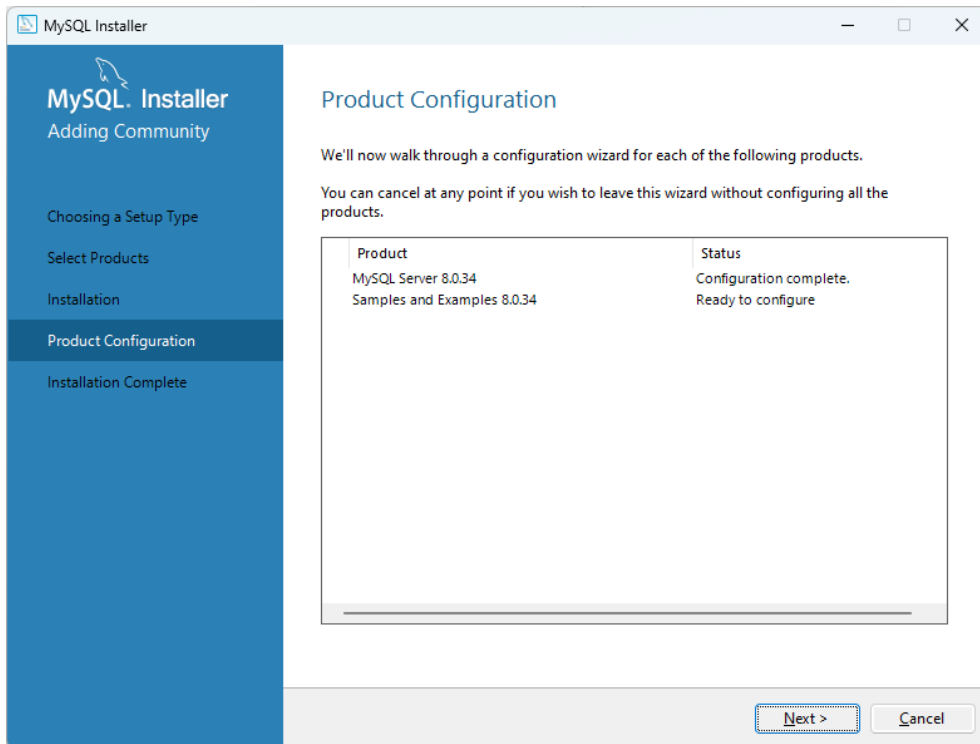 MySQL Installer
MySQL. Installer
Adding Community
Choosing a Setup Type
Select Products
Installation
Product Configuration
Installation Complete
Product Configuration
We'll now walk through a configuration wizard for each of the following products.
You can cancel at any point if you wish to leave this wizard without configuring all the
products.
Product Status
MySQL Server 8.0.34 Configuration complete.
Samples and Examples 8.0.34 Ready to configure
Next > Cancel